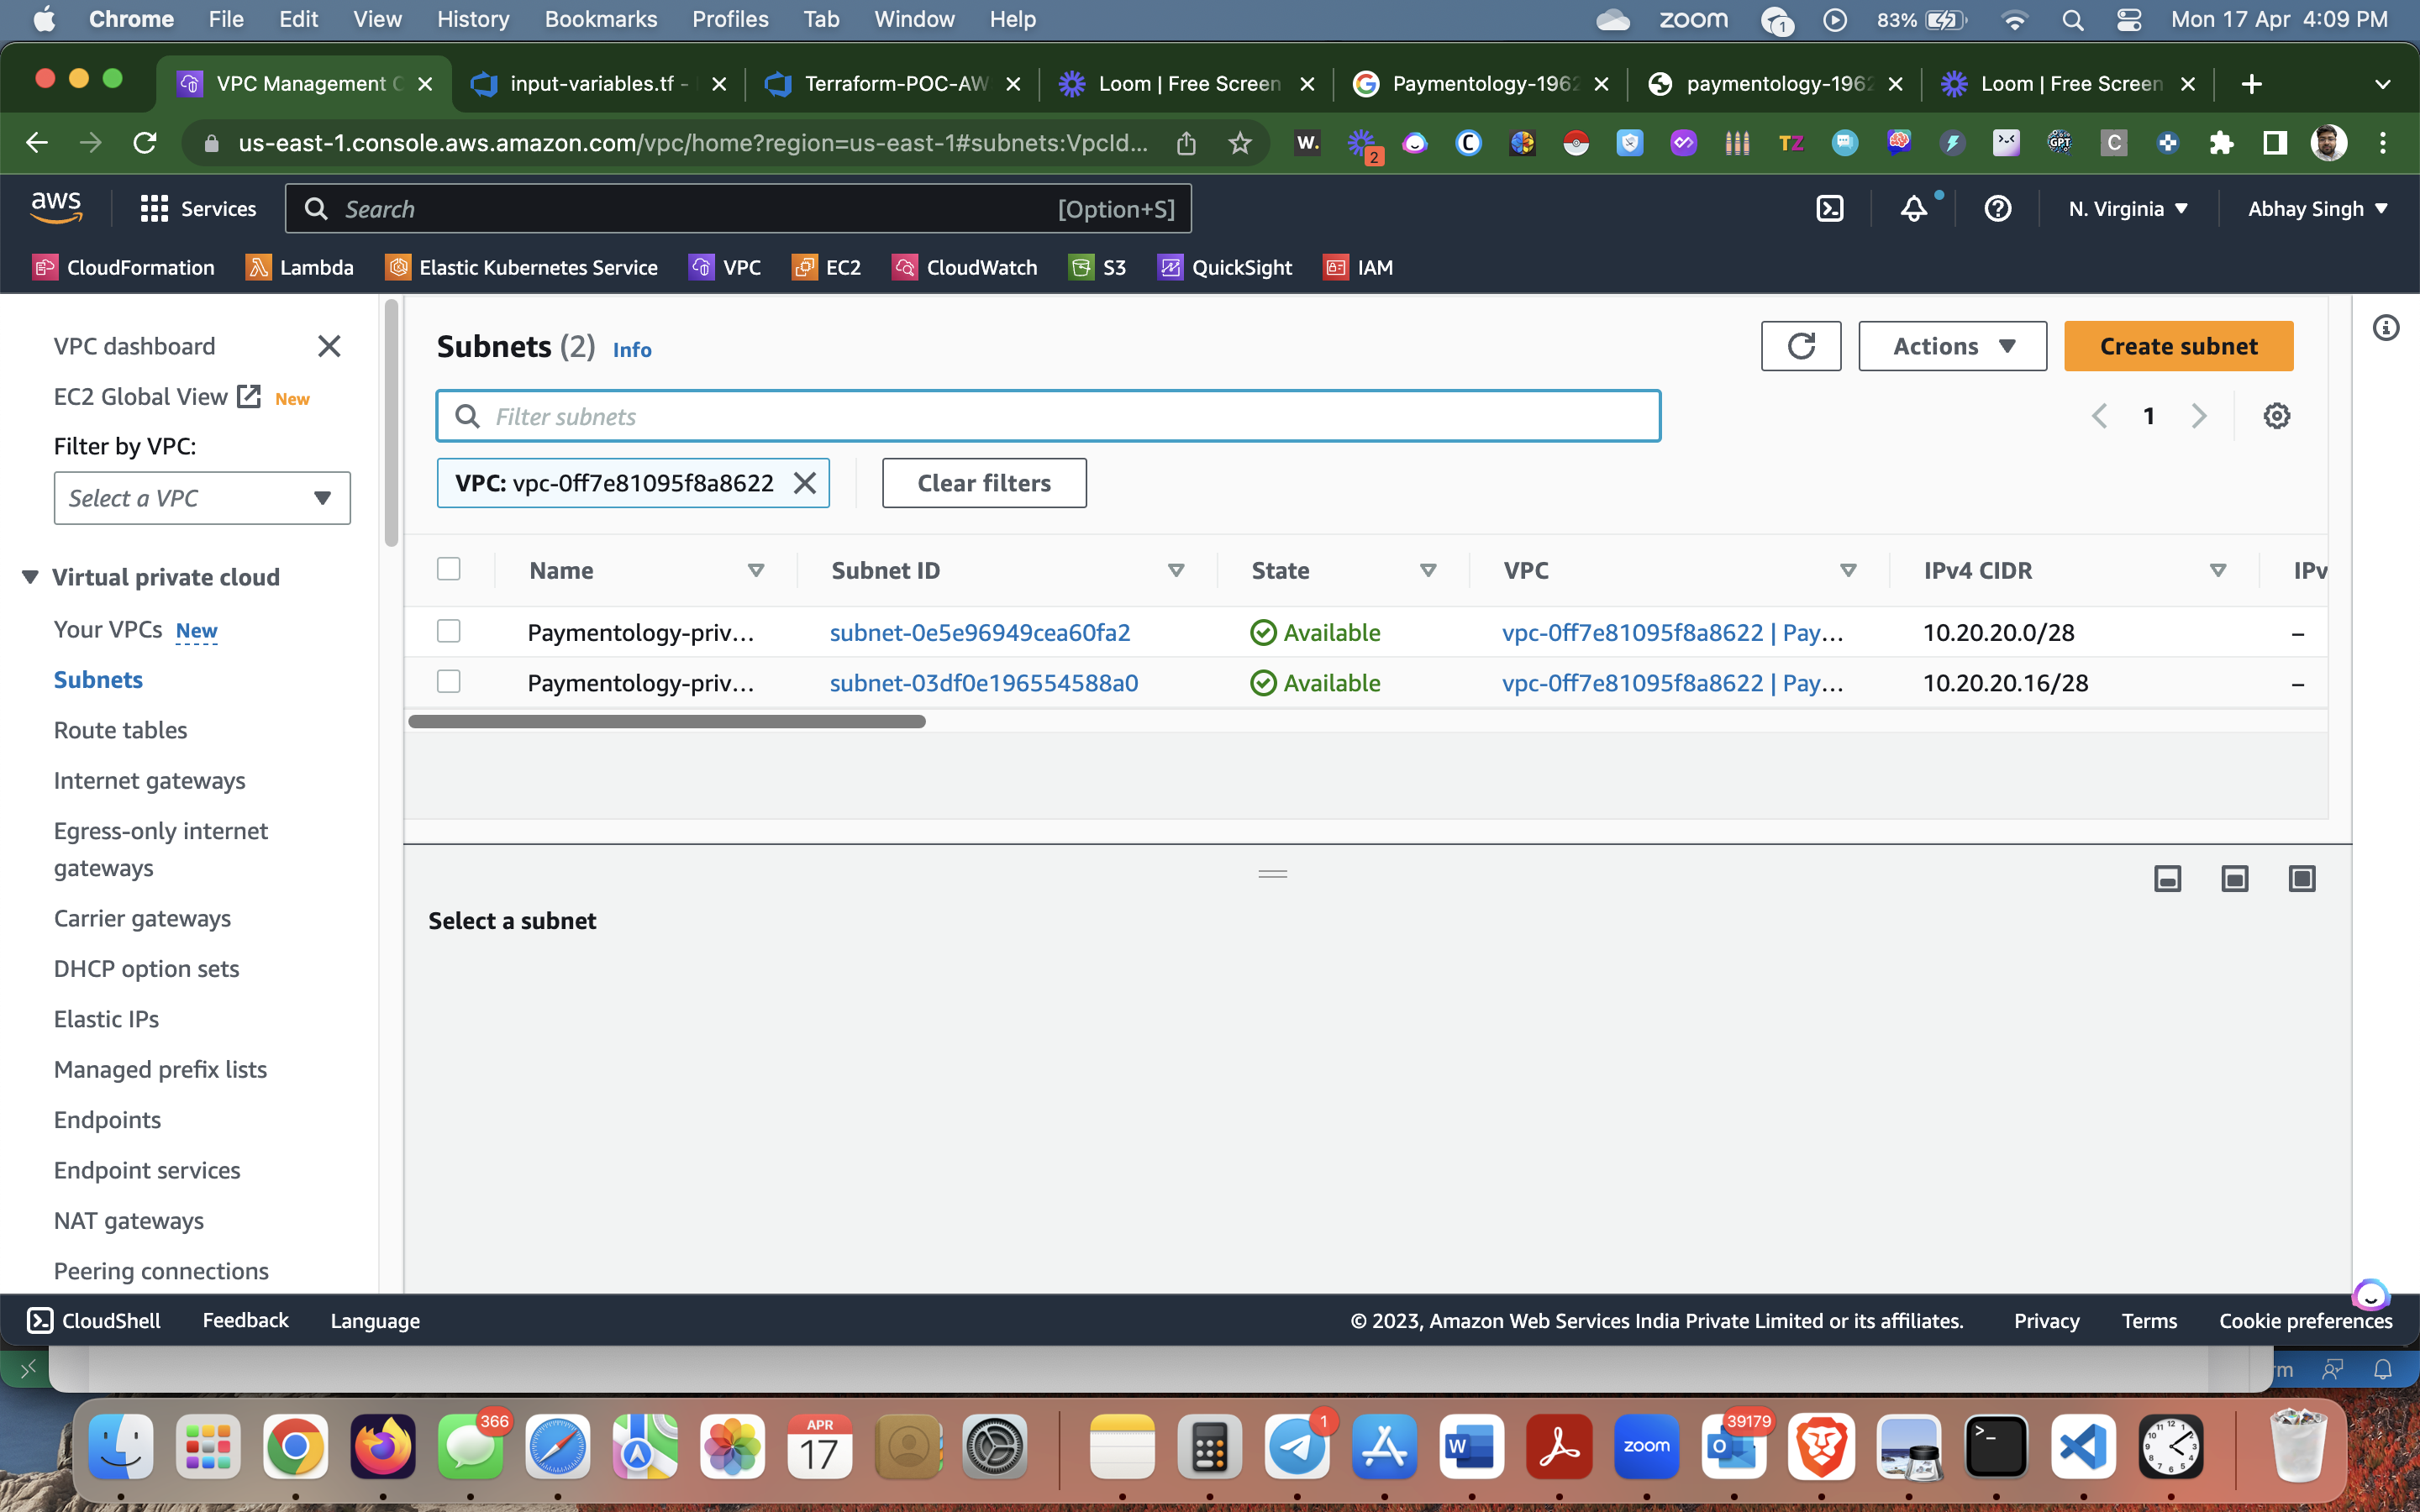 Chrome File Edit View History Bookmarks Profiles Tab Window Help zoom 1 83% Mon 17 Apr 4:09 PM
VPC Management C input-variables.tf - Terraform-POC-AW Loom | Free Screen Paymentology-1962 paymentology-1962 Loom | Free Screen
us-east-1.console.aws.amazon.com/vpc/home?region=us-east-1#subnets:VpcId... W. 2 C TZ GPT C
aws Services Search [Option+S] N. Virginia Abhay Singh
CloudFormation Lambda Elastic Kubernetes Service VPC EC2 CloudWatch S3 QuickSight IAM
VPC dashboard
EC2 Global View New
Filter by VPC:
Select a VPC
Virtual private cloud
Your VPCs New
Subnets
Route tables
Internet gateways
Egress-only internet
gateways
Carrier gateways
DHCP option sets
Elastic IPs
Managed prefix lists
Endpoints
Endpoint services
NAT gateways
Peering connections
Subnets (2) Info Actions Create subnet
Filter subnets 1
VPC: vpc-0ff7e81095f8a8622 Clear filters
Name Subnet ID State VPC IPv4 CIDR IPv
Paymentology-priv... subnet-0e5e96949cea60fa2 Available vpc-0ff7e81095f8a8622 | Pay... 10.20.20.0/28 –
Paymentology-priv... subnet-03df0e196554588a0 Available vpc-0ff7e81095f8a8622 | Pay... 10.20.20.16/28 –
Select a subnet
CloudShell Feedback Language © 2023, Amazon Web Services India Private Limited or its affiliates. Privacy Terms Cookie preferences
rm
366 APR 17 1 W zoom 39179 O >_